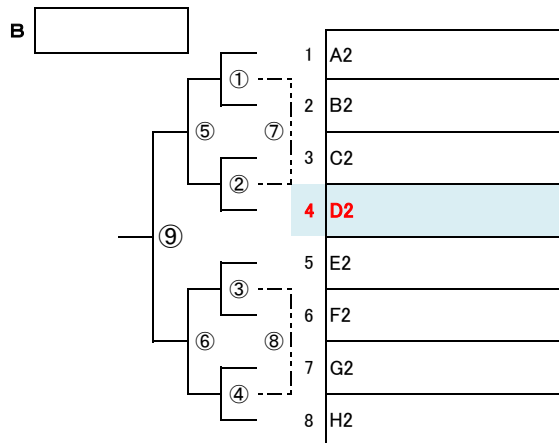 B
1 A2
①
2 B2
⑤ ⑦
3 C2
②
4 D2
⑨
5 E2
③
6 F2
⑥ ⑧
7 G2
④
8 H2